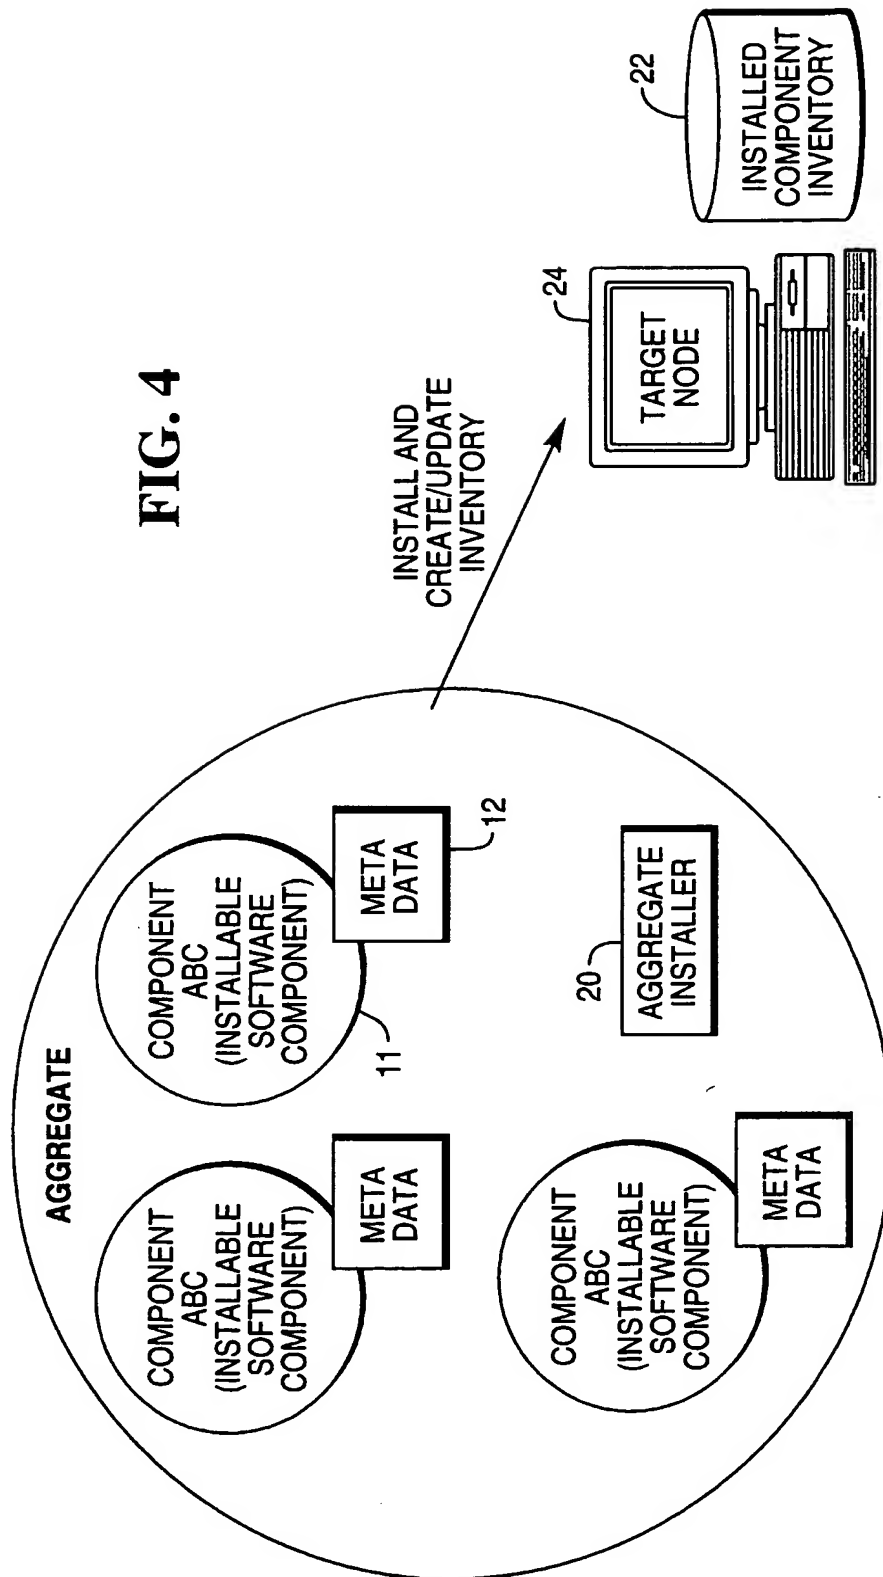 FIG. 4
AGGREGATE
COMPONENT
ABC
(INSTALLABLE
SOFTWARE
COMPONENT)
META
DATA
COMPONENT
ABC
(INSTALLABLE
SOFTWARE
COMPONENT)
11
META
DATA
12
COMPONENT
ABC
(INSTALLABLE
SOFTWARE
COMPONENT)
META
DATA
20
AGGREGATE
INSTALLER
INSTALL AND
CREATE/UPDATE
INVENTORY
24
TARGET
NODE
22
INSTALLED
COMPONENT
INVENTORY